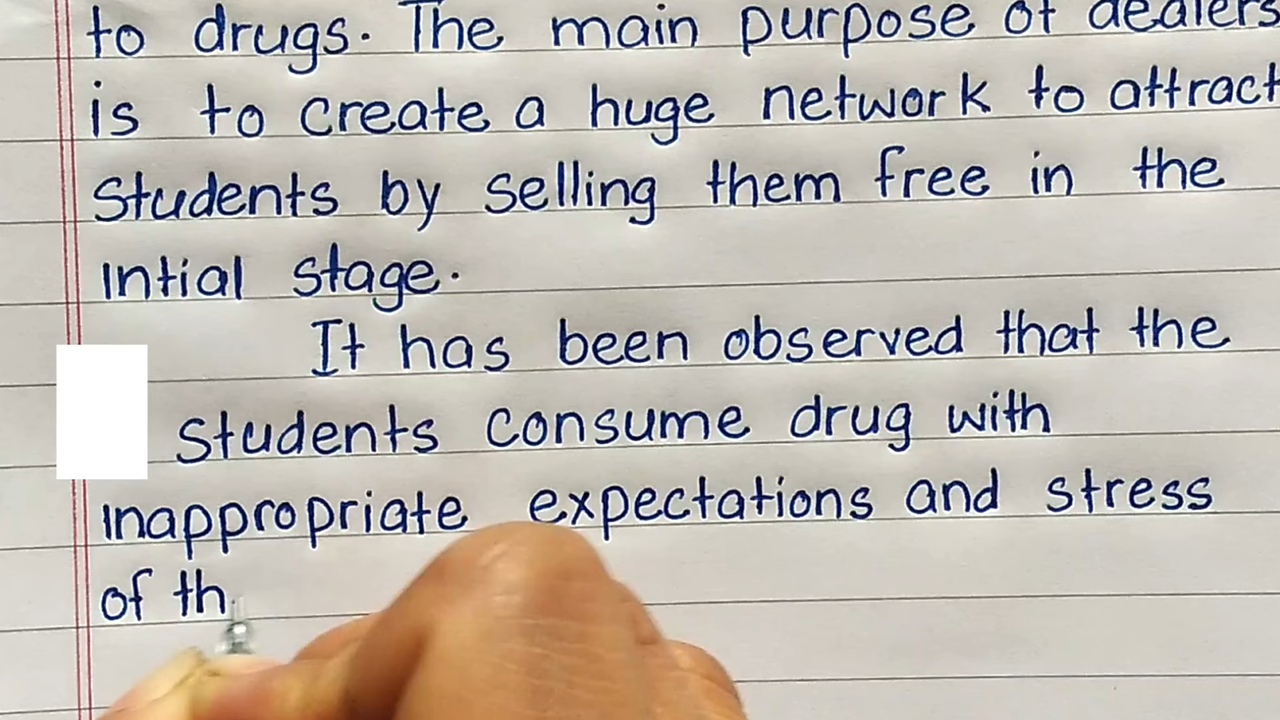 to drugs. The main purpose of dealers
is to create a huge network to attract
Students by selling them free in the
intial stage.
It has been observed that the
Students consume drug with
inappropriate expectations and stress
of th